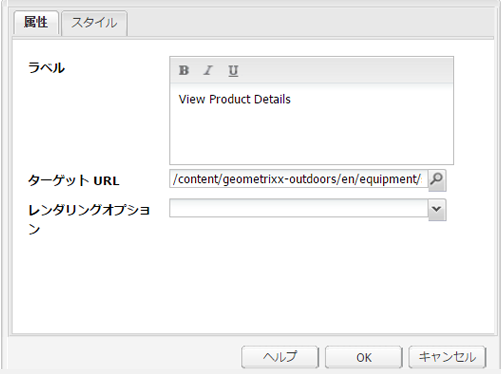 属性 スタイル
ラベル
B I U
View Product Details
ターゲット URL /content/geometrixx-outdoors/en/equipment/
レンダリングオプショ
ン
ヘルプ OK キャンセル